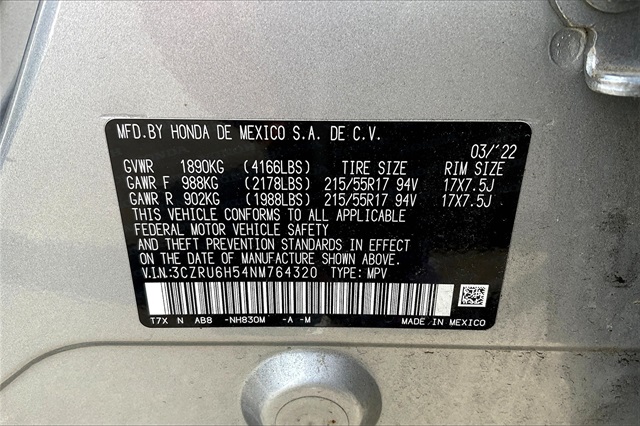 MFD.BY HONDA DE MEXICO S.A. DE C.V.
03/'22
GVWR 1890KG (4166LBS) TIRE SIZE RIM SIZE
GAWR F 988KG (2178LBS) 215/55R17 94V 17X7.5J
GAWR R 902KG (1988LBS) 215/55R17 94V 17X7.5J
THIS VEHICLE CONFORMS TO ALL APPLICABLE
FEDERAL MOTOR VEHICLE SAFETY
AND THEFT PREVENTION STANDARDS IN EFFECT
ON THE DATE OF MANUFACTURE SHOWN ABOVE.
V.I.N:3CZRU6H54NM764320 TYPE: MPV
T7X N AB8 -NH830M -A -M MADE IN MEXICO